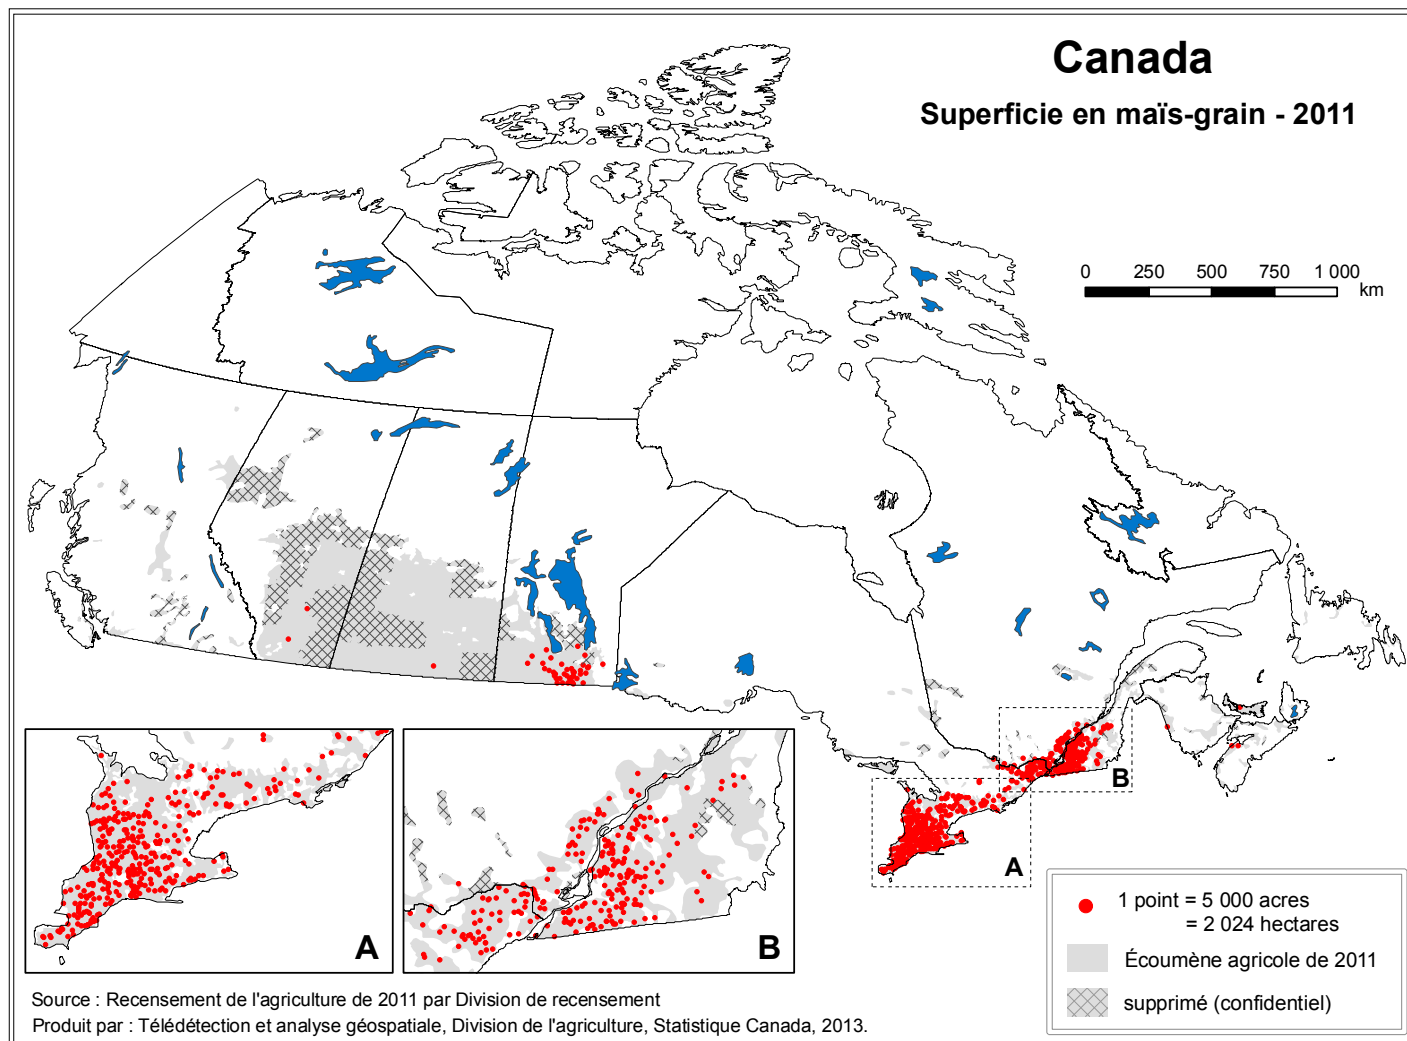 Canada
Superficie en maïs-grain - 2011
0 250 500 750 1 000
km
B
A
A
B
1 point = 5 000 acres
= 2 024 hectares
Écoumène agricole de 2011
supprimé (confidentiel)
Source : Recensement de l'agriculture de 2011 par Division de recensement
Produit par : Télédétection et analyse géospatiale, Division de l'agriculture, Statistique Canada, 2013.